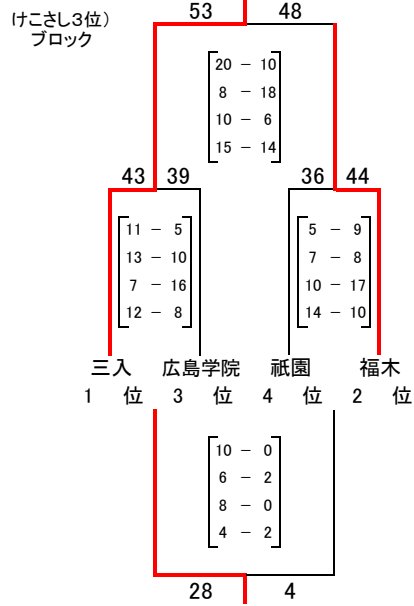 けこさし3位)
ブロック
53 48
20 - 10
8 - 18
10 - 6
15 - 14
43 39 36 44
11 - 5 5 - 9
13 - 10 7 - 8
7 - 16 10 - 17
12 - 8 14 - 10
三入 広島学院 祇園 福木
1 位 3 位 4 位 2 位
10 - 0
6 - 2
8 - 0
4 - 2
28 4